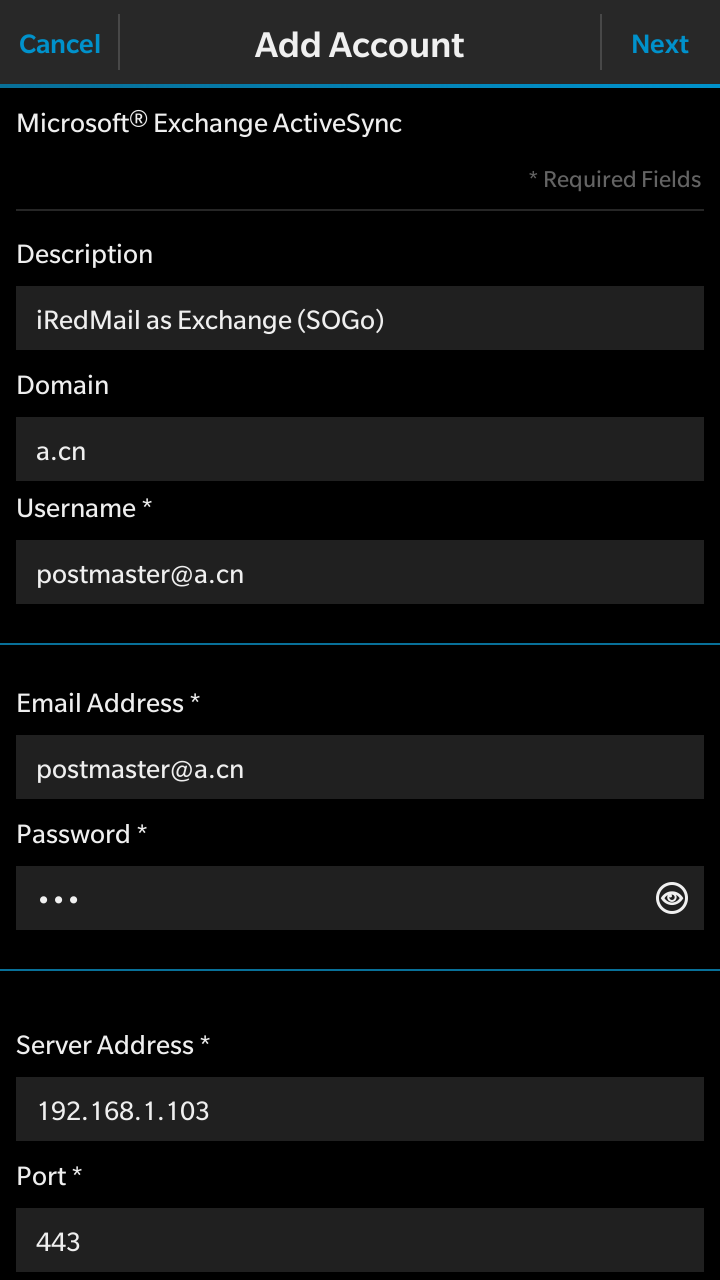 Cancel
Add Account
Next
Microsoft® Exchange ActiveSync
* Required Fields
Description
iRedMail as Exchange (SOGo)
Domain
a.cn
Username *
postmaster@a.cn
Email Address *
postmaster@a.cn
Password *
•••
Server Address *
192.168.1.103
Port *
443